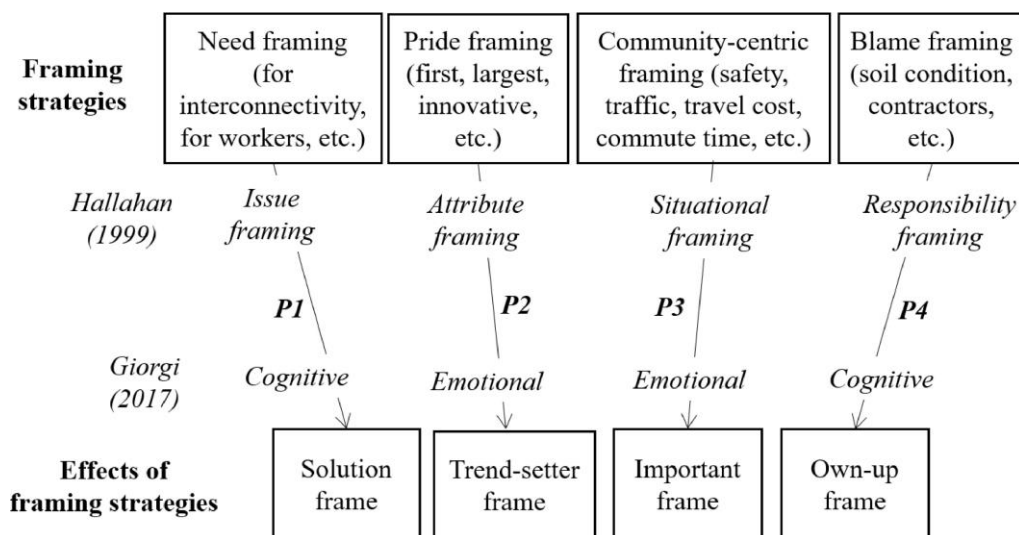 Framing strategies
Need framing
(for
interconnectivity,
for workers, etc.)
Pride framing
(first, largest,
innovative,
etc.)
Community-centric
framing (safety,
traffic, travel cost,
commute time, etc.)
Blame framing
(soil condition,
contractors,
etc.)
Hallahan
(1999)
Issue
framing
Attribute
framing
Situational
framing
Responsibility
framing
P1
P2
P3
P4
Giorgi
(2017)
Cognitive
Emotional
Emotional
Cognitive
Effects of
framing strategies
Solution
frame
Trend-setter
frame
Important
frame
Own-up
frame